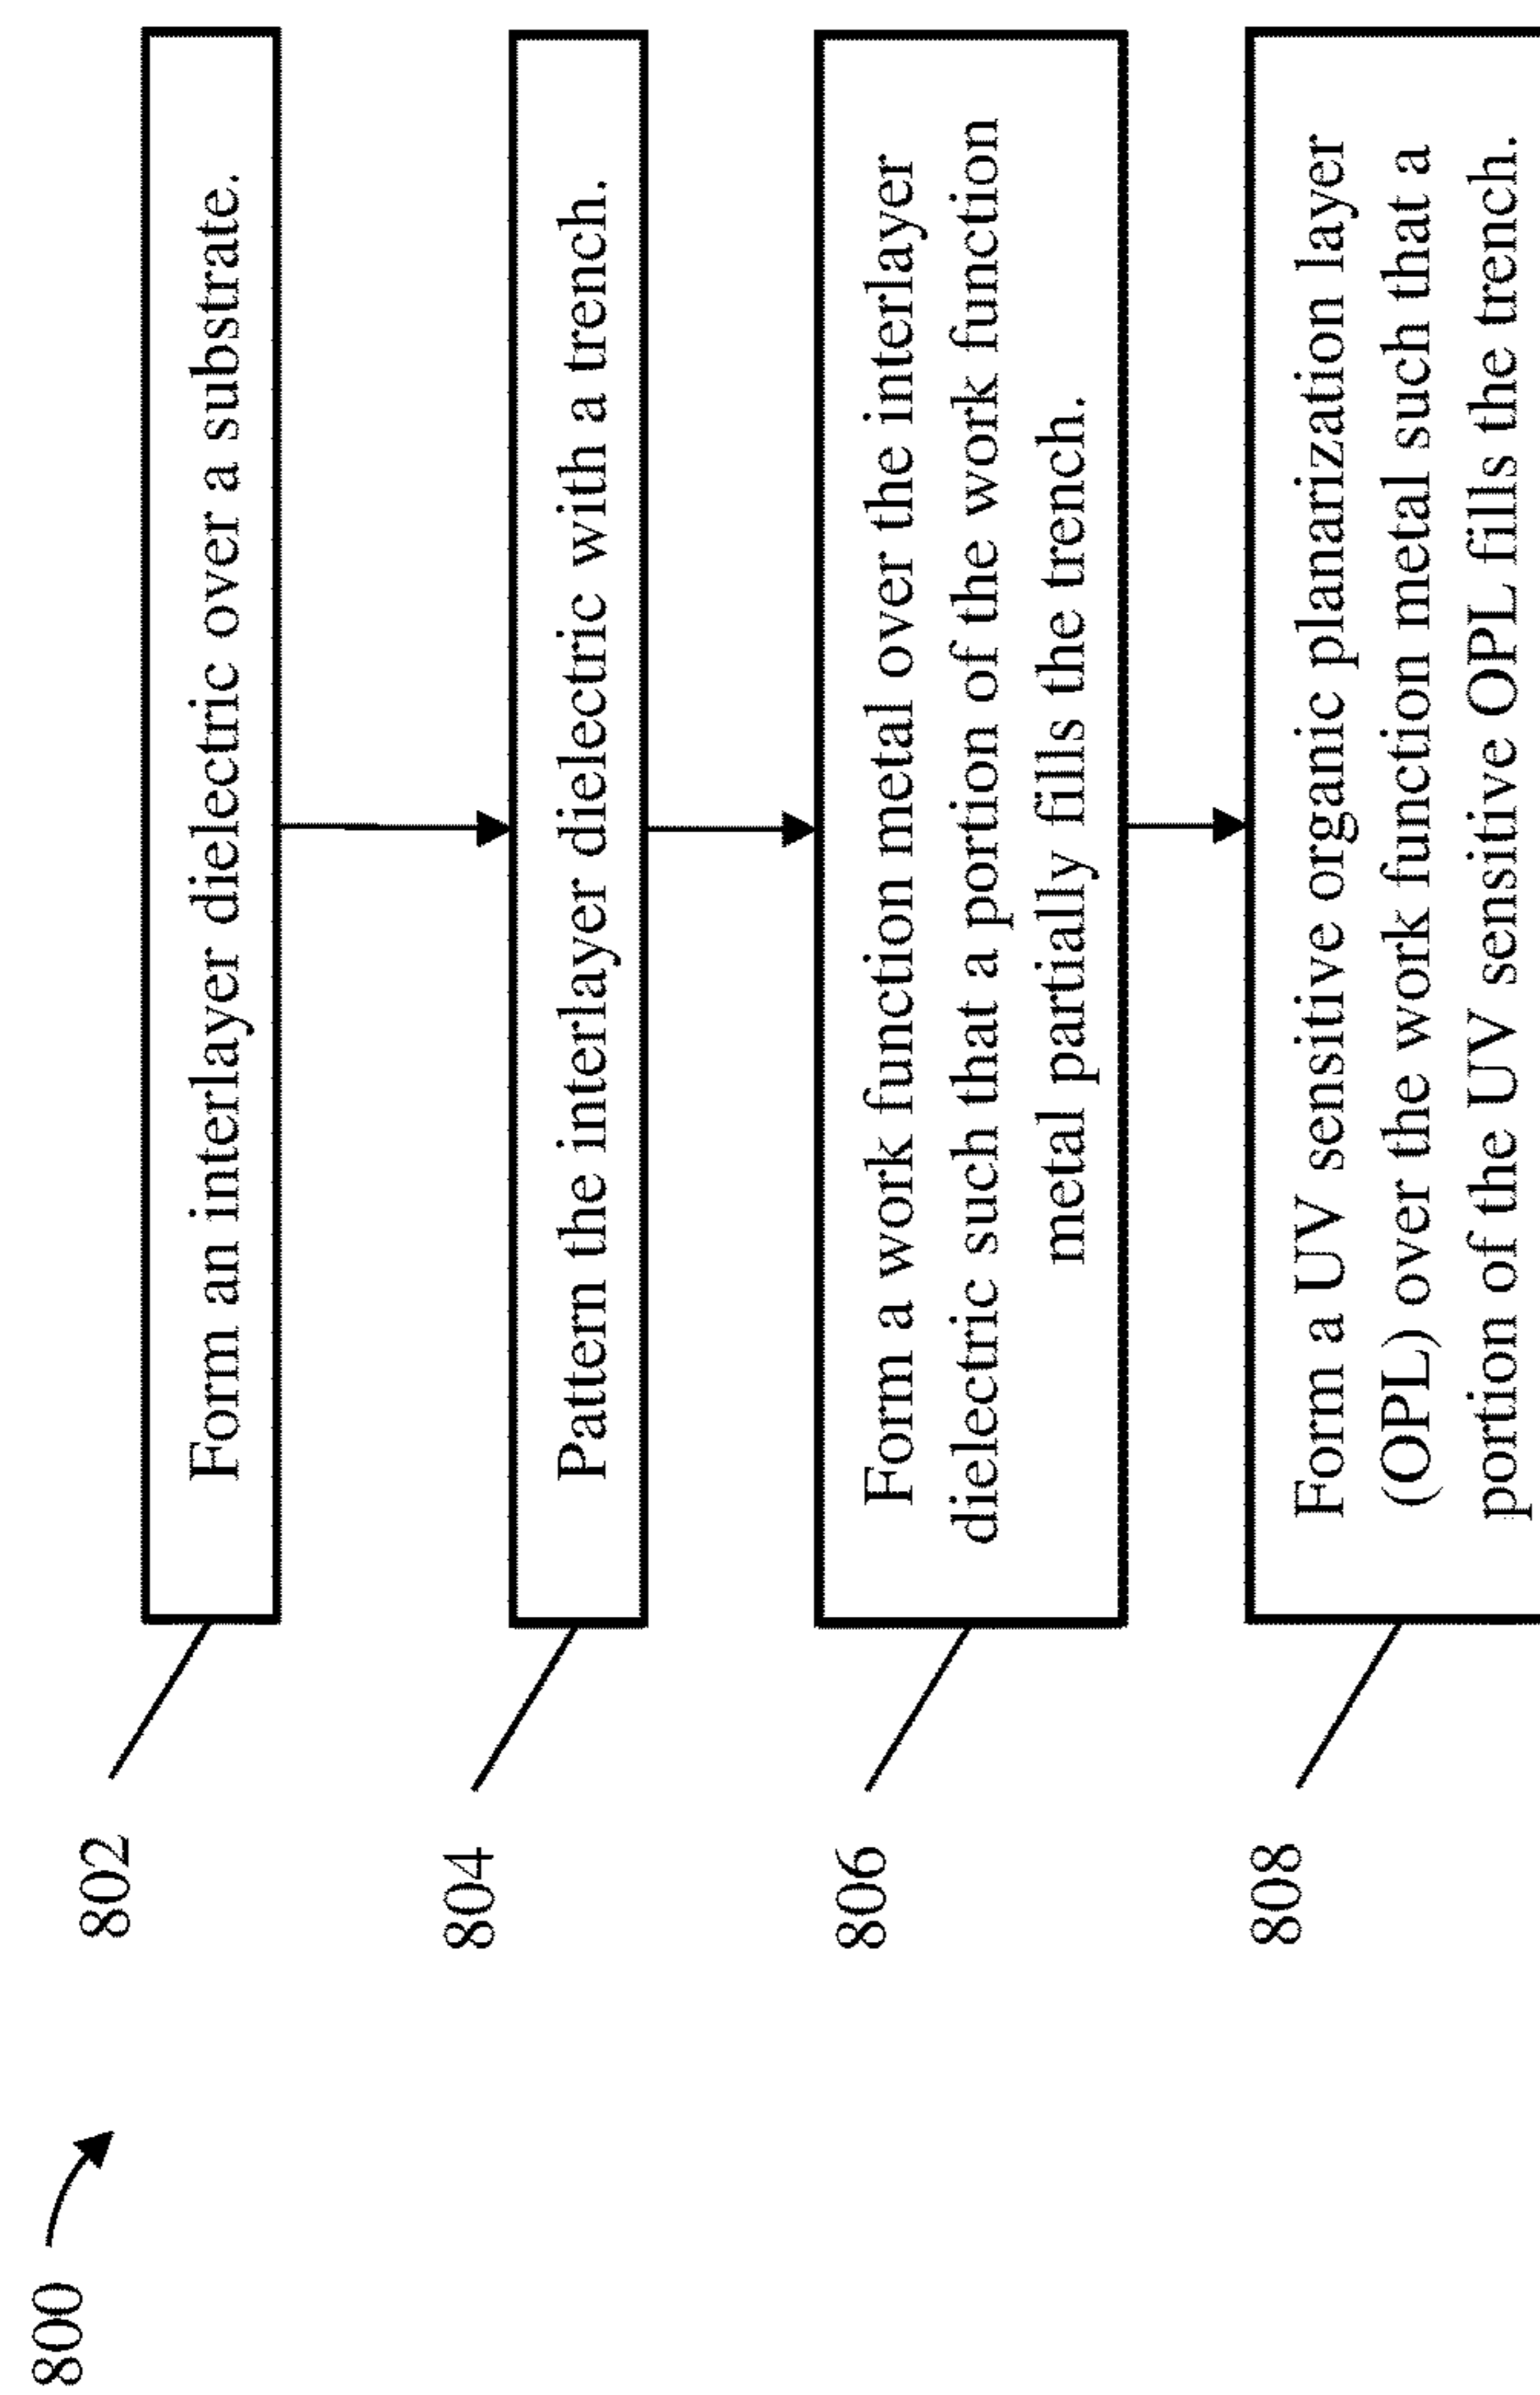 800
802
Form an interlayer dielectric over a substrate.
804
Pattern the interlayer dielectric with a trench.
806
Form a work function metal over the interlayer
dielectric such that a portion of the work function
metal partially fills the trench.
808
Form a UV sensitive organic planarization layer
(OPL) over the work function metal such that a
portion of the UV sensitive OPL fills the trench.